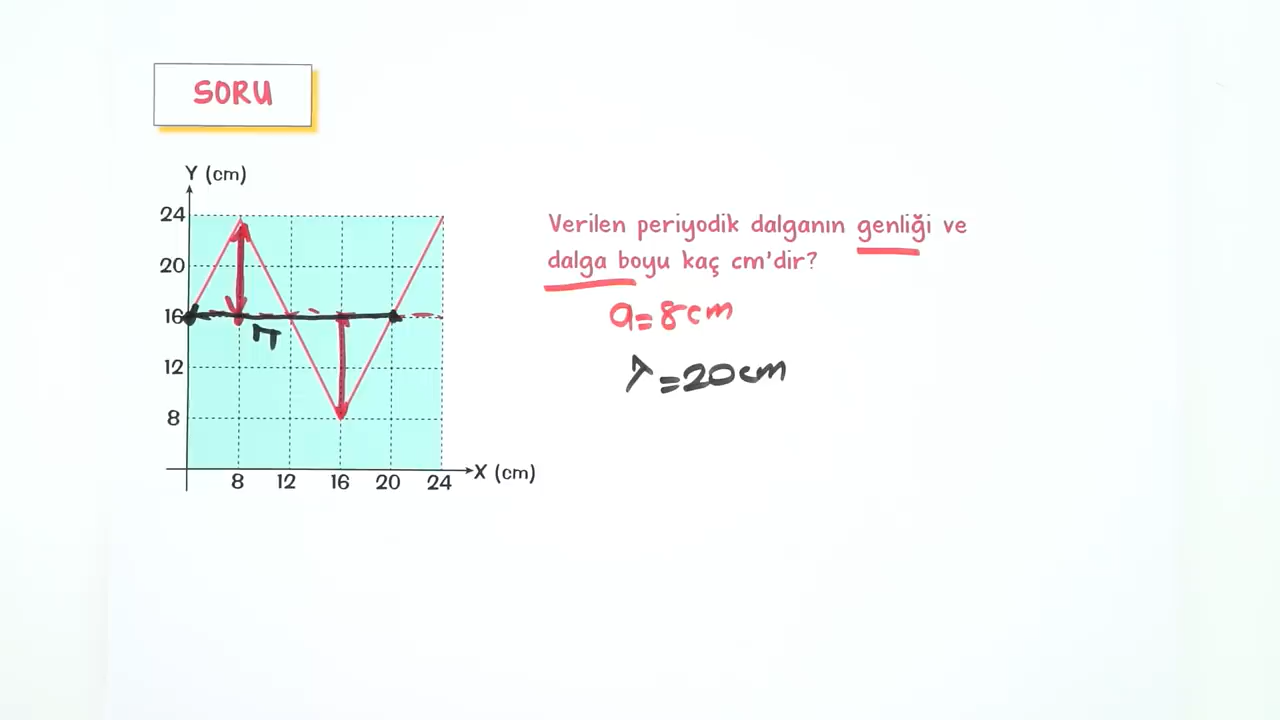 SORU
Y (cm)
24
20
16
12
8
8 12 16 20 24
X (cm)
λ
Verilen periyodik dalganın genliği ve
dalga boyu kaç cm'dir?
a=8cm
λ=20cm